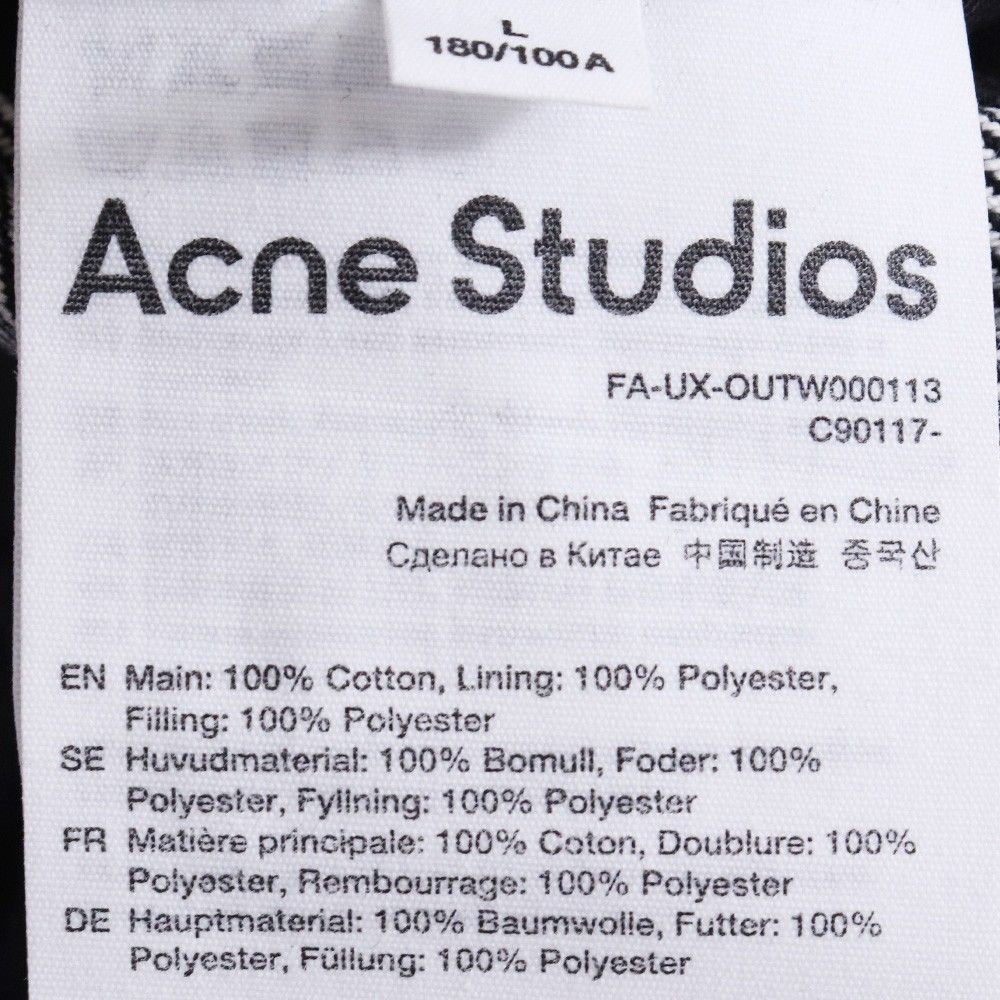 L
180/100A
Acne Studios
FA-UX-OUTW000113
C90117-
Made in China Fabriqué en Chine
Сделано в Китае 中国制造 중국산
EN Main: 100% Cotton, Lining: 100% Polyester,
Filling: 100% Polyester
SE Huvudmaterial: 100% Bomull, Foder: 100%
Polyester, Fyllning: 100% Polyester
FR Matière principale: 100% Coton, Doublure: 100%
Polyester, Rembourrage: 100% Polyester
DE Hauptmaterial: 100% Baumwolle, Futter: 100%
Polyester, Füllung: 100% Polyester